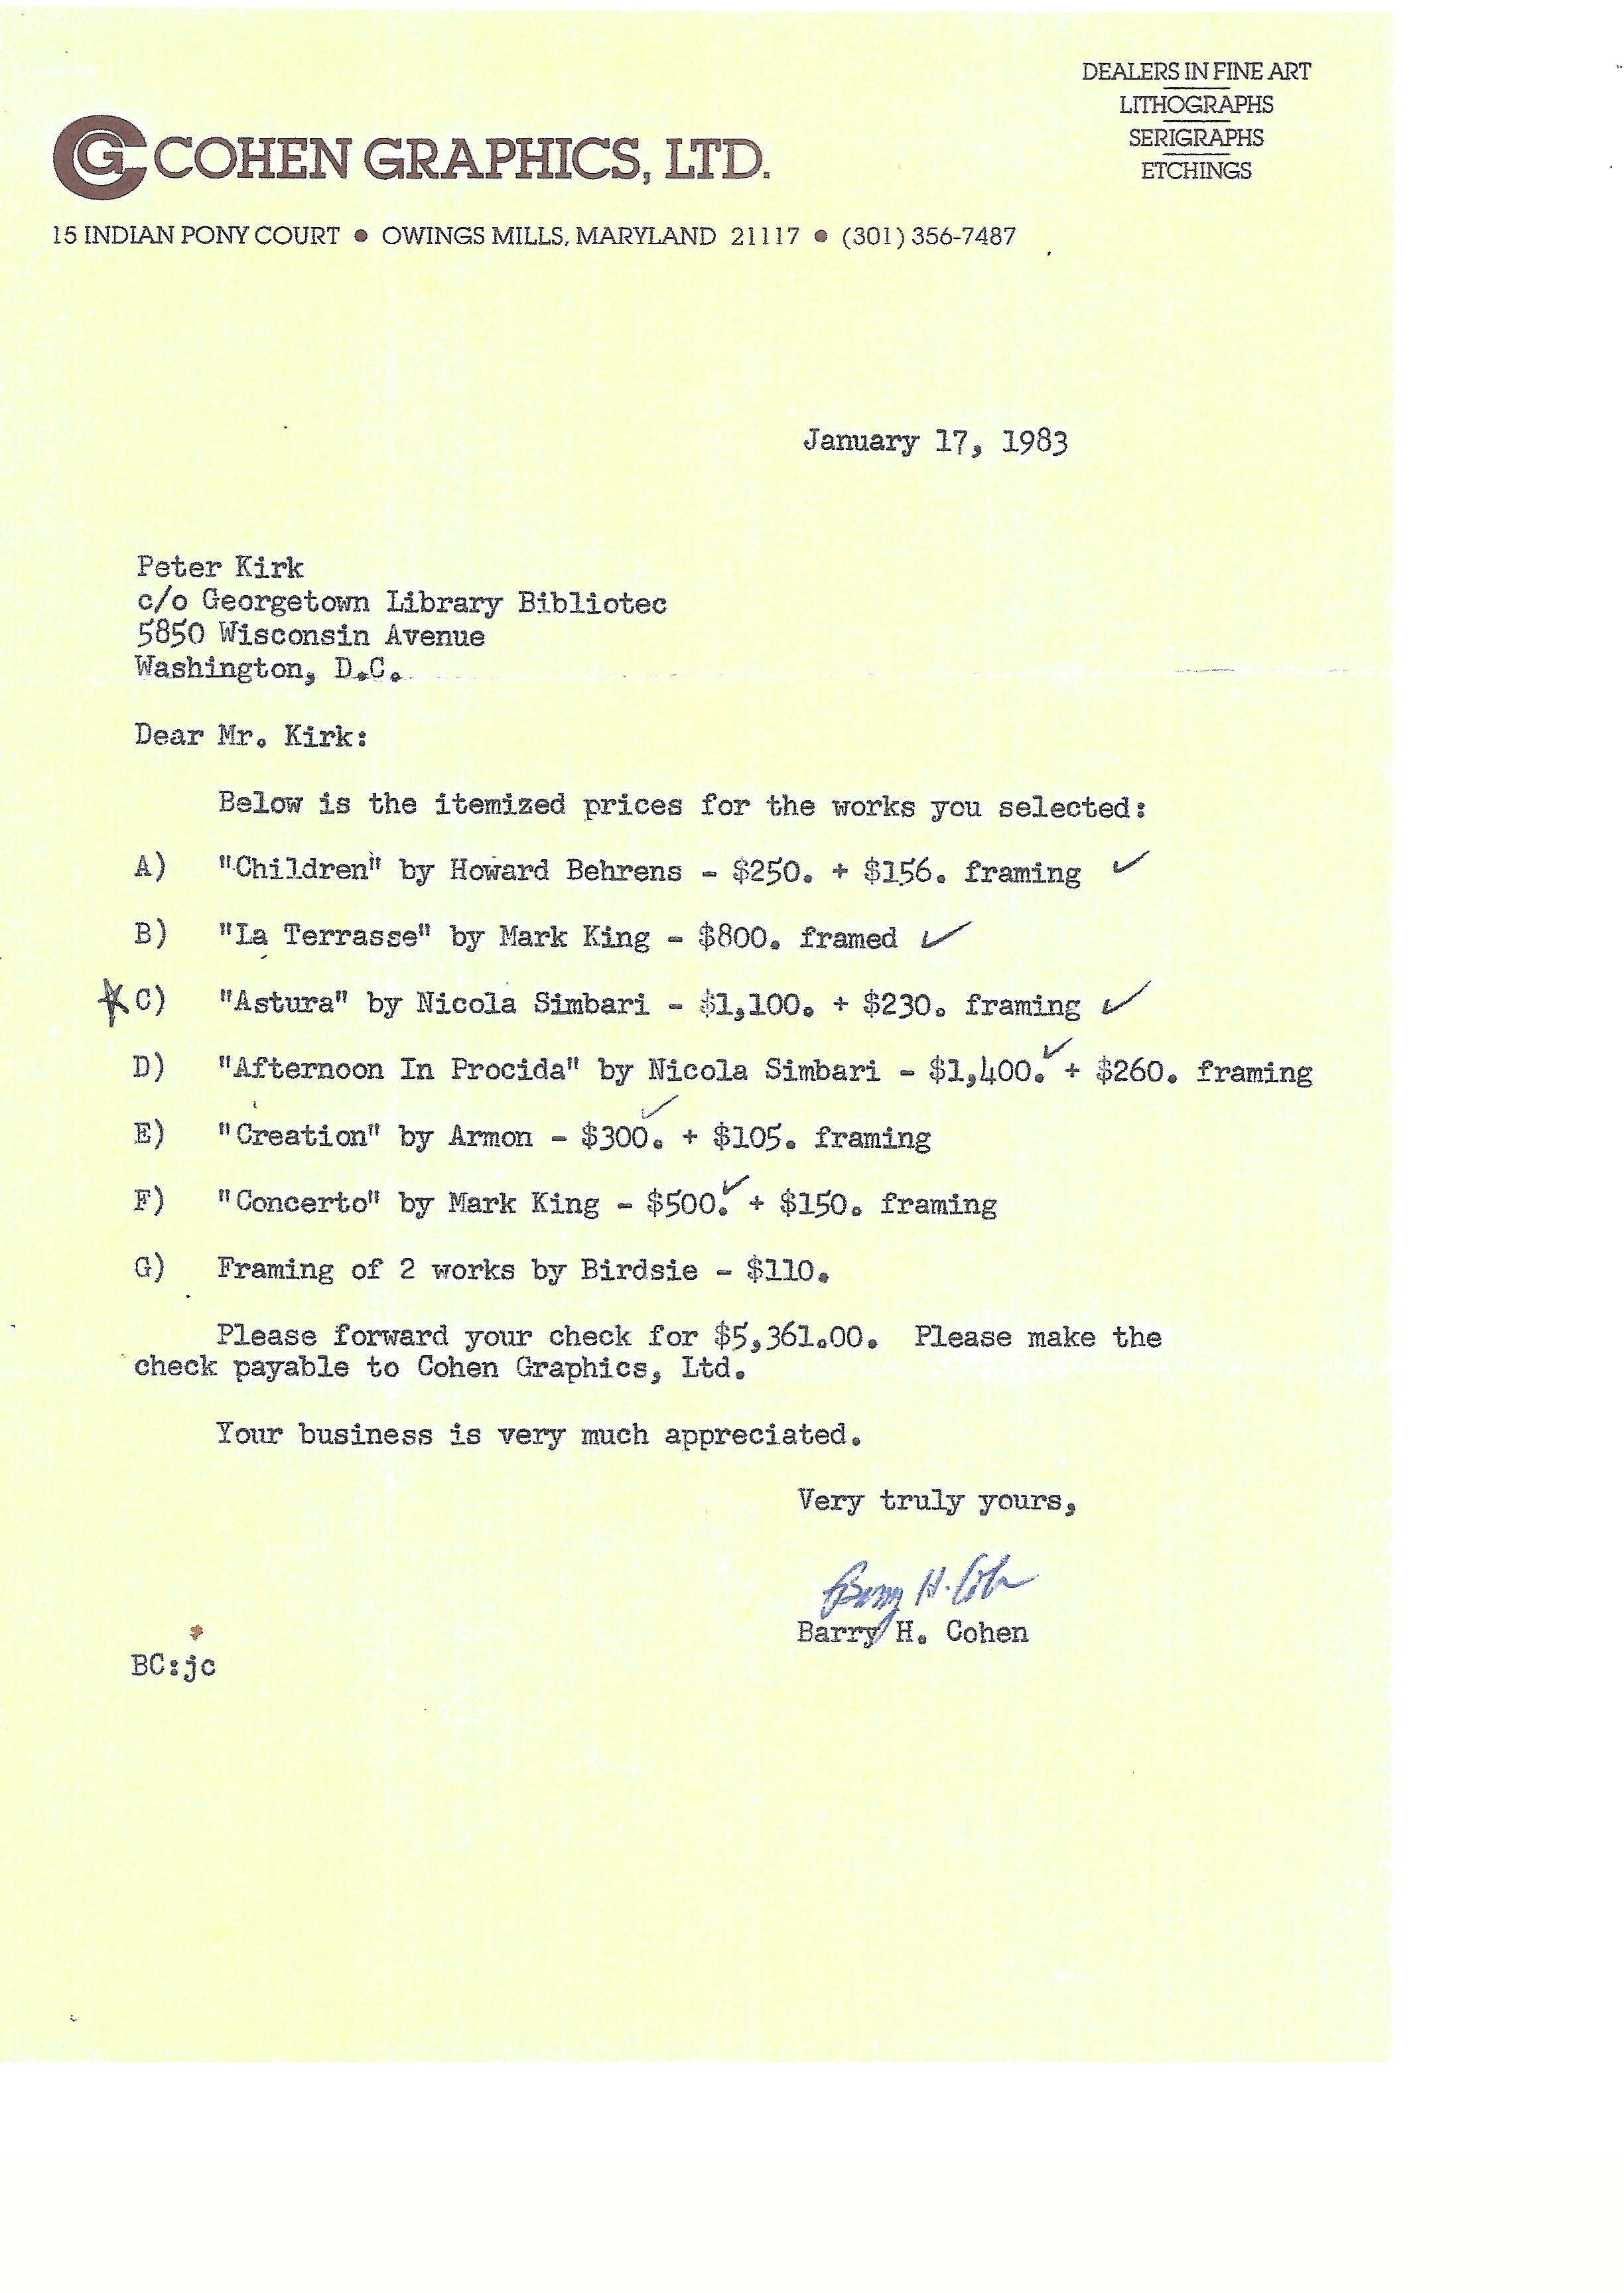 DEALERS IN FINE ART
LITHOGRAPHS
SERIGRAPHS
ETCHINGS
CG COHEN GRAPHICS, LTD.
15 INDIAN PONY COURT ● OWINGS MILLS, MARYLAND 21117 ● (301) 356-7487
January 17, 1983
Peter Kirk
c/o Georgetown Library Bibliotec
5850 Wisconsin Avenue
Washington, D.C.
Dear Mr. Kirk:
Below is the itemized prices for the works you selected:
A) "Children" by Howard Behrens - $250. + $156. framing ✓
B) "La Terrasse" by Mark King - $800. framed ✓
☆ C) "Astura" by Nicola Simbari - $1,100. + $230. framing ✓
D) "Afternoon In Procida" by Nicola Simbari - $1,400. ✓ + $260. framing
E) "Creation" by Armon - $300. ✓ + $105. framing
F) "Concerto" by Mark King - $500. ✓ + $150. framing
G) Framing of 2 works by Birdsie - $110.
Please forward your check for $5,361.00. Please make the
check payable to Cohen Graphics, Ltd.
Your business is very much appreciated.
Very truly yours,
Barry H. Cohen
Barry H. Cohen
BC:jc